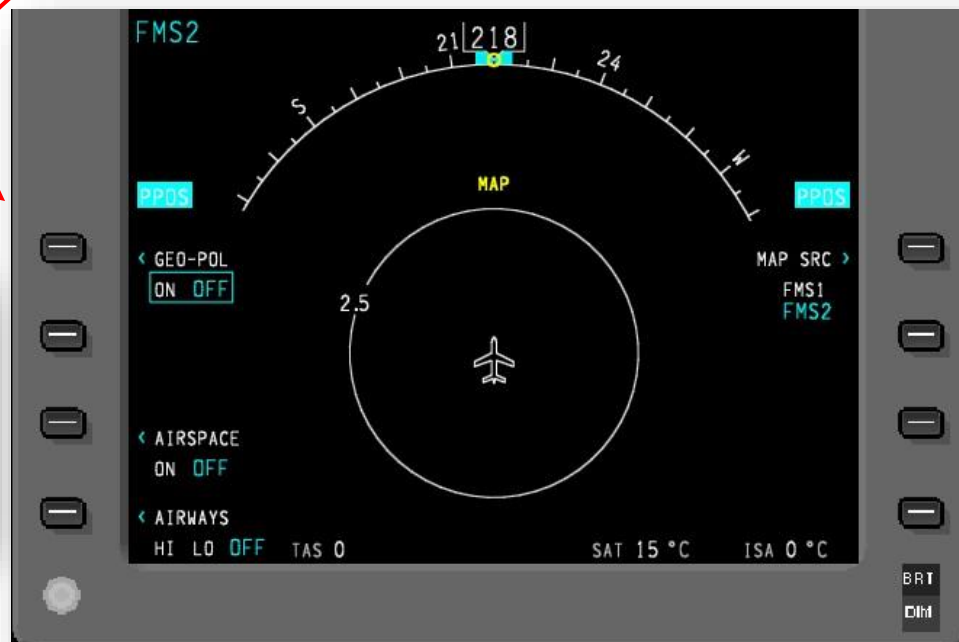 FMS2
21 218 24
S
W
MAP
PPOS
PPOS
< GEO-POL
ON OFF
MAP SRC >
FMS1
FMS2
2.5
< AIRSPACE
ON OFF
< AIRWAYS
HI LO OFF
TAS 0
SAT 15 °C
ISA 0 °C
BRT
DIM